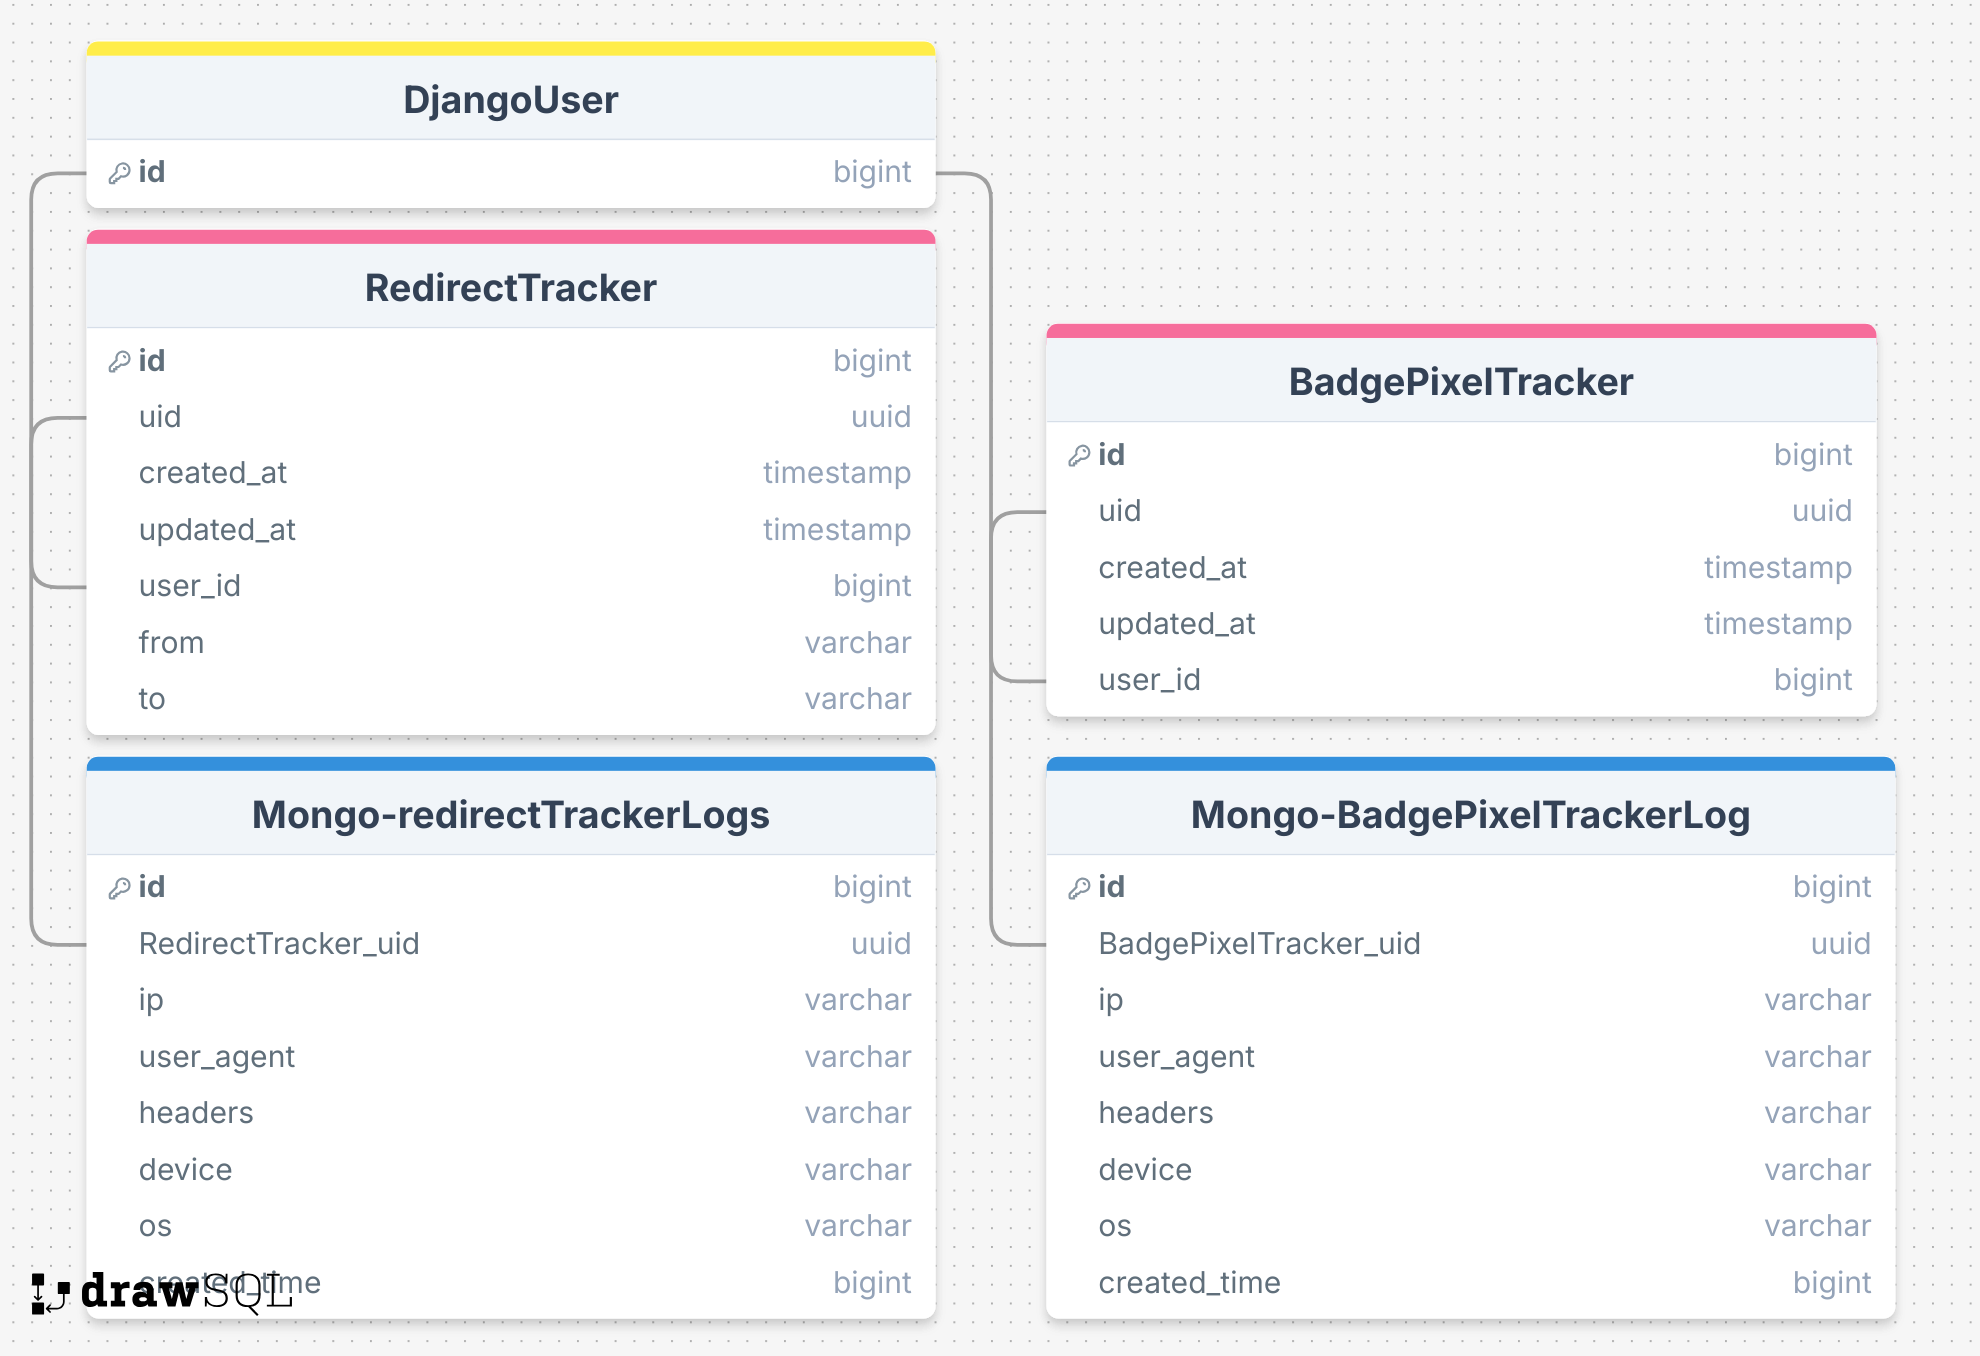 DjangoUser
id bigint
RedirectTracker
id bigint
uid uuid
created_at timestamp
updated_at timestamp
user_id bigint
from varchar
to varchar
BadgePixelTracker
id bigint
uid uuid
created_at timestamp
updated_at timestamp
user_id bigint
Mongo-redirectTrackerLogs
id bigint
RedirectTracker_uid uuid
ip varchar
user_agent varchar
headers varchar
device varchar
os varchar
created_time bigint
Mongo-BadgePixelTrackerLog
id bigint
BadgePixelTracker_uid uuid
ip varchar
user_agent varchar
headers varchar
device varchar
os varchar
created_time bigint
drawSQL